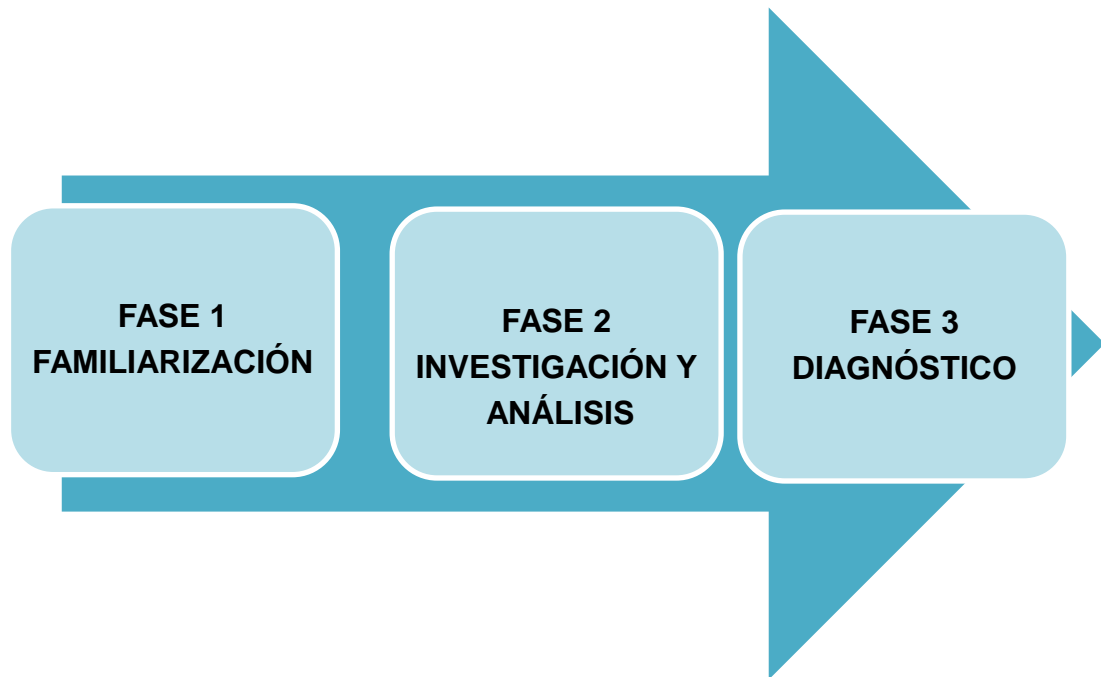 FASE 1
FAMILIARIZACIÓN
FASE 2
INVESTIGACIÓN Y
ANÁLISIS
FASE 3
DIAGNÓSTICO